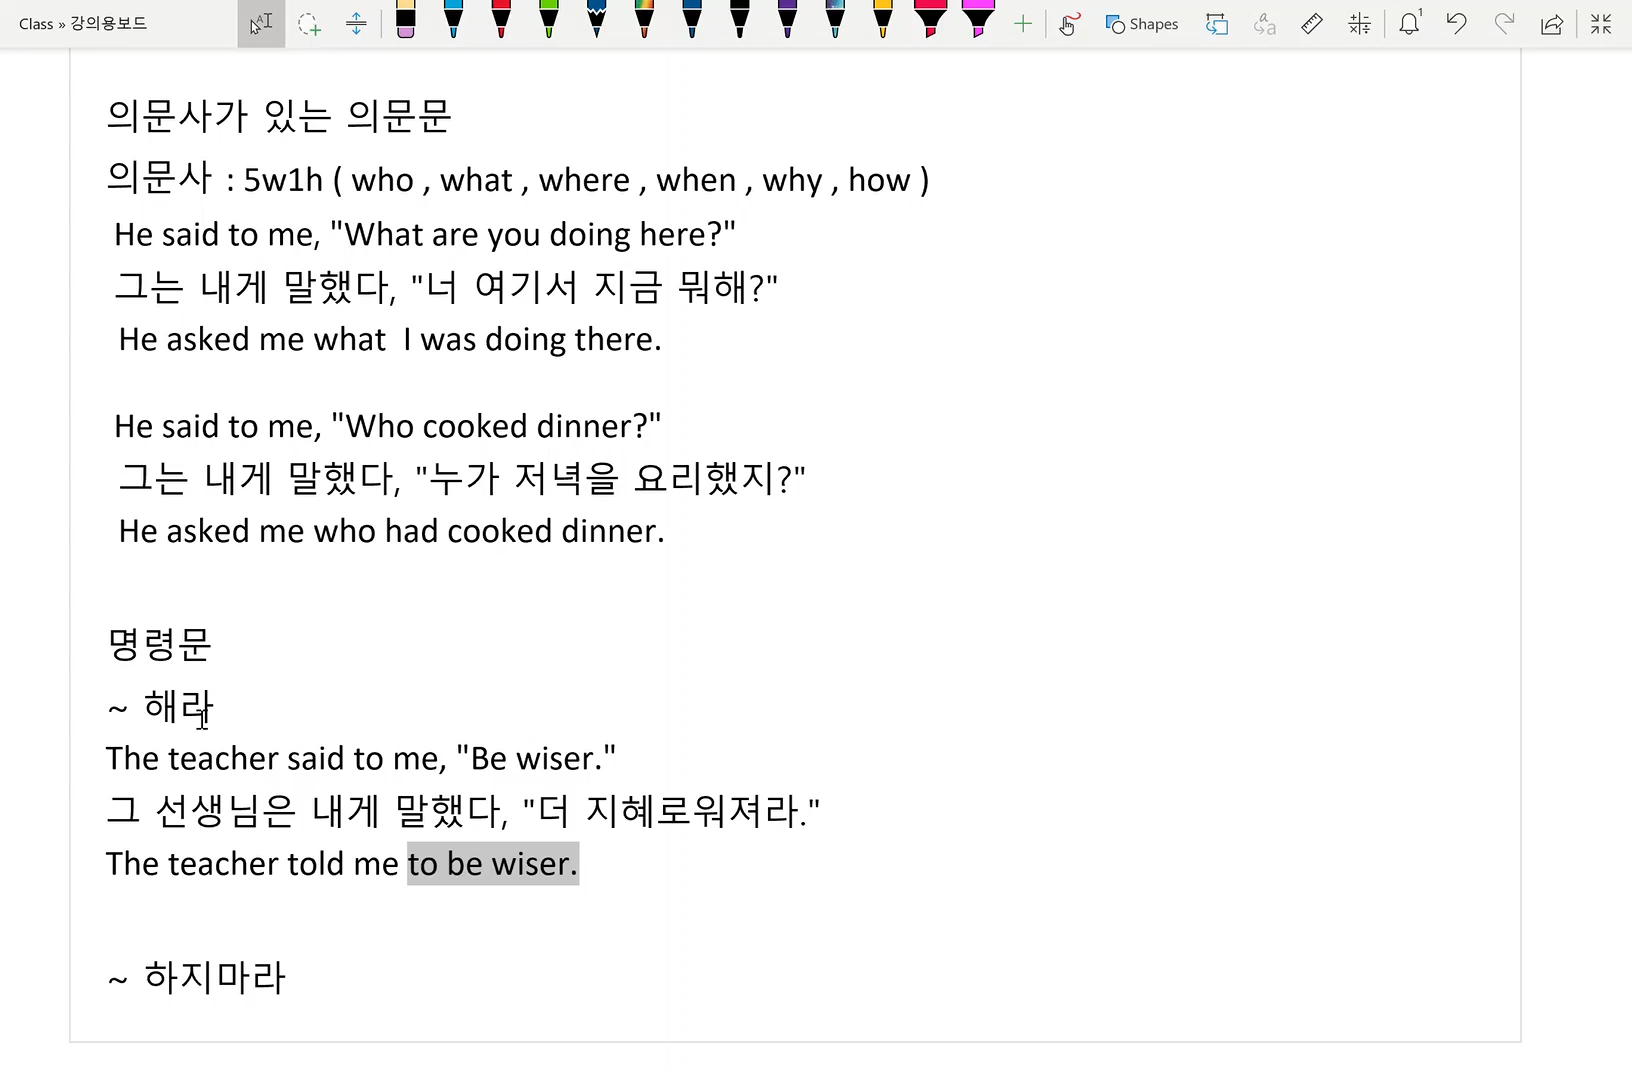 Class » 강의용보드
Shapes
1
의문사가 있는 의문문
의문사 : 5w1h ( who , what , where , when , why , how )
He said to me, "What are you doing here?"
그는 내게 말했다, "너 여기서 지금 뭐해?"
He asked me what I was doing there.
He said to me, "Who cooked dinner?"
그는 내게 말했다, "누가 저녁을 요리했지?"
He asked me who had cooked dinner.
명령문
~ 해라
The teacher said to me, "Be wiser."
그 선생님은 내게 말했다, "더 지혜로워져라."
The teacher told me to be wiser.
~ 하지마라